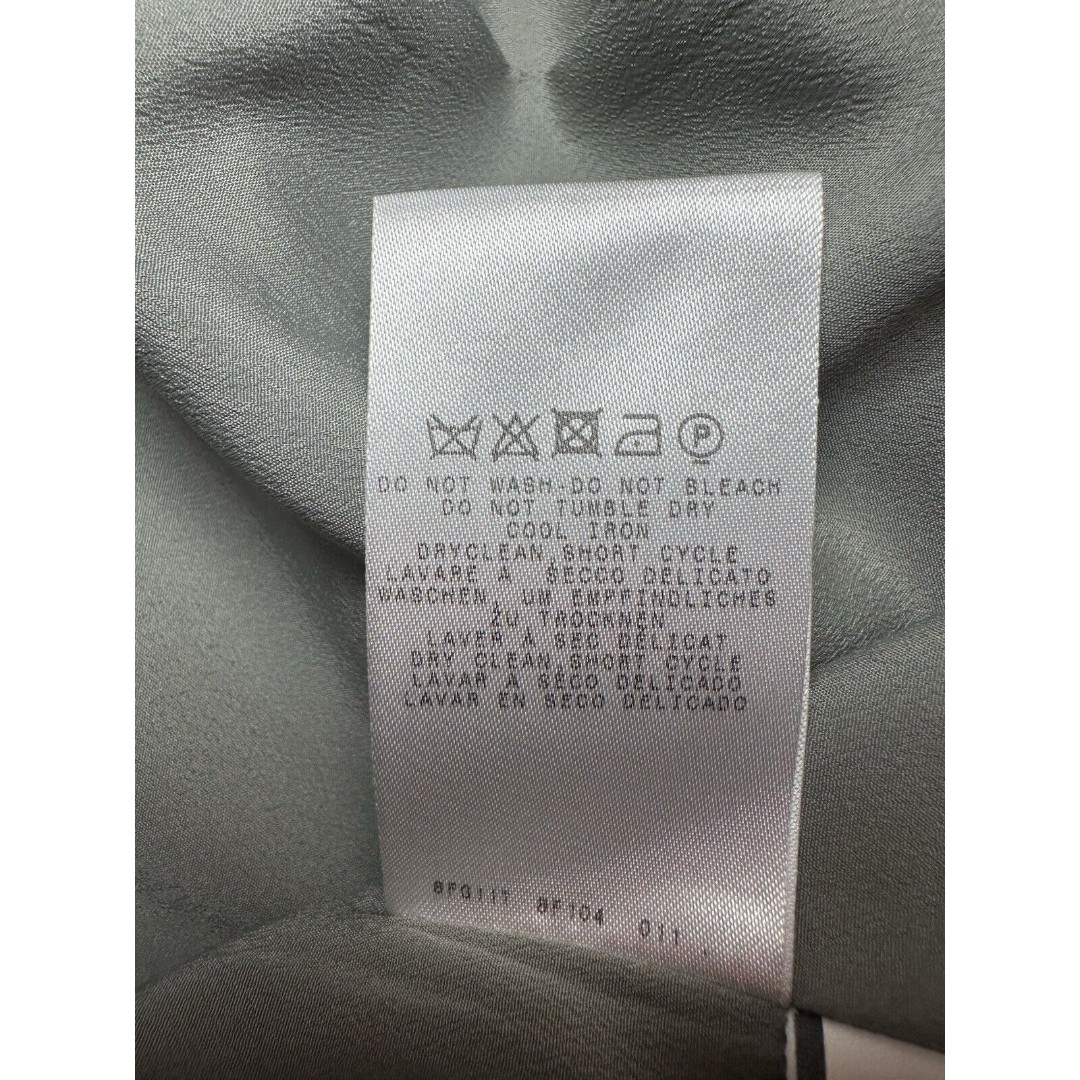 P
DO NOT WASH-DO NOT BLEACH
DO NOT TUMBLE DRY
COOL IRON
DRYCLEAN,SHORT CYCLE
LAVARE A SECCO DELICATO
WASCHEN, UM EMPFINDLICHES
ZU TROCKNEN
LAVER A SEC DELICAT
DRY CLEAN,SHORT CYCLE
LAVAR A SECO DELICADO
LAVAR EN SECO DELICADO
8F011T 8F104 011